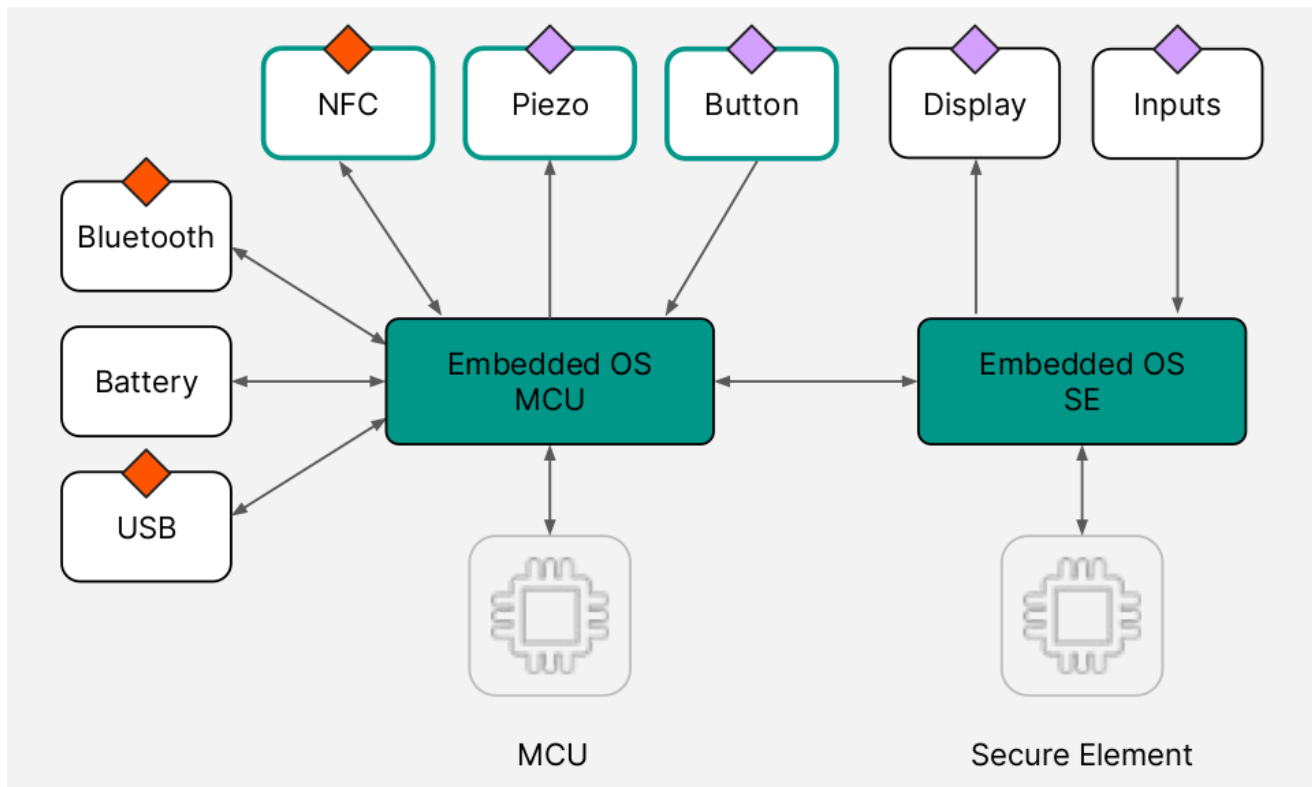 NFC
Piezo
Button
Display
Inputs
Bluetooth
Battery
USB
Embedded OS
MCU
Embedded OS
SE
MCU
Secure Element